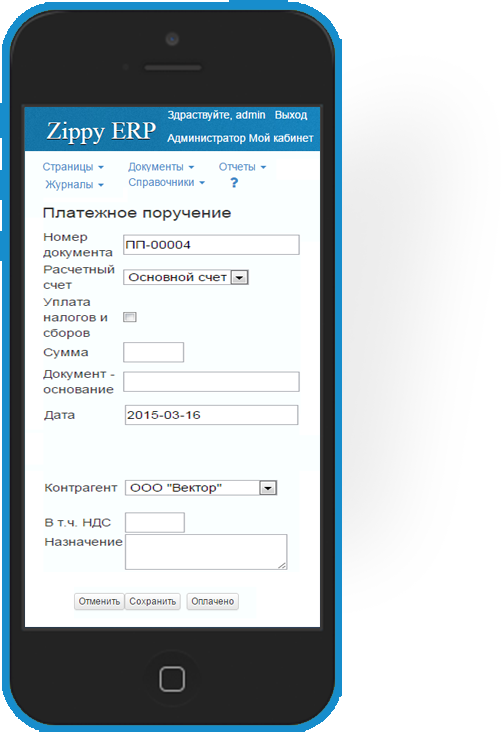 Здраствуйте, admin Выход
Zippy ERP
Администратор Мой кабинет
Страницы Документы Отчеты
Журналы Справочники ?
Платежное поручение
Номер
документа ПП-00004
Расчетный
счет Основной счет
Уплата
налогов и
сборов
Сумма
Документ -
основание
Дата 2015-03-16
Контрагент ООО "Вектор"
В т.ч. НДС
Назначение
Отменить Сохранить Оплачено